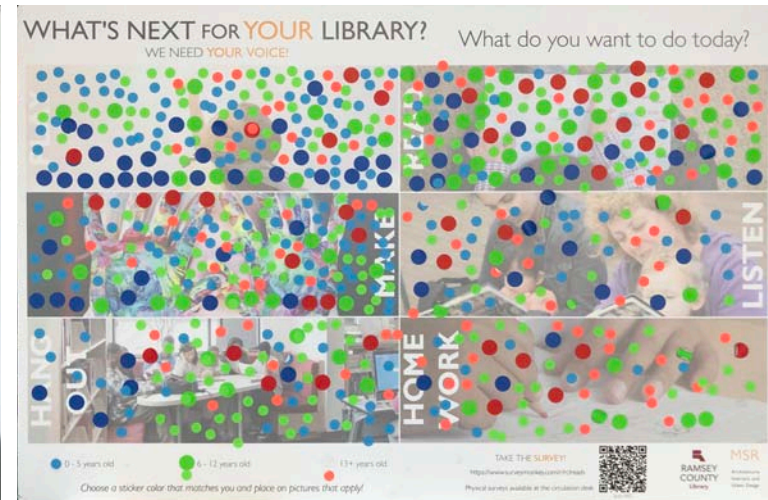 WHAT'S NEXT FOR YOUR LIBRARY?
WE NEED YOUR VOICE!
What do you want to do today?
MAKE
LISTEN
HANG OUT
HOME WORK
0 - 5 years old
6 - 12 years old
13+ years old
Choose a sticker color that matches you and place on pictures that apply!
TAKE THE SURVEY!
Physical surveys available at the circulation desk
RAMSEY
COUNTY
Library
MSR